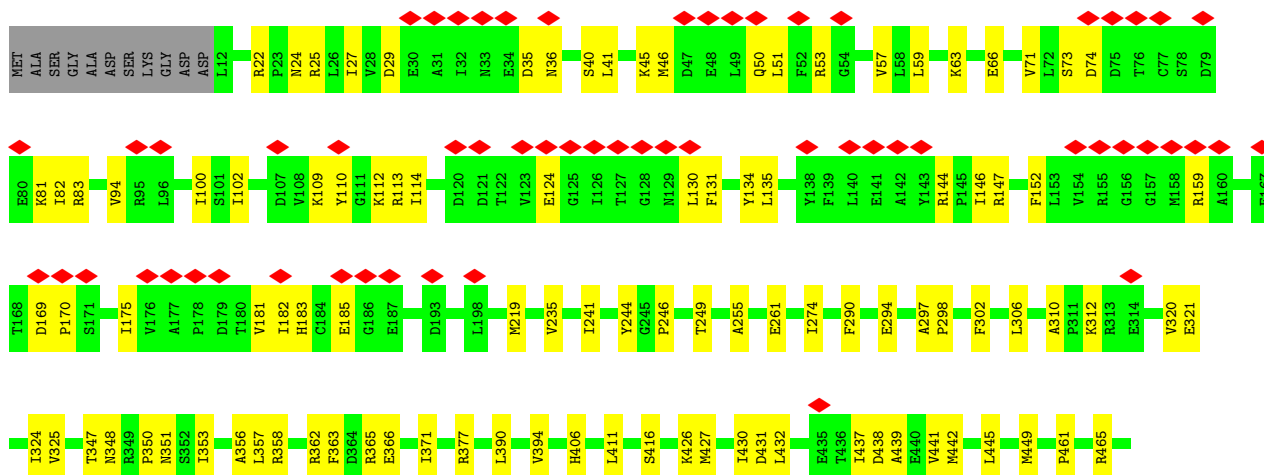 MET ALA SER GLY ALA ASP SER LYS GLY ASP ASP L12 R22 P23 N24 R25 L26 I27 V28 D29 E30 A31 I32 N33 E34 D35 N36 S40 L41 K45 M46 D47 E48 L49 Q50 L51 F52 R53 G54 V57 L58 L59 K63 E66 V71 L72 S73 D74 D75 T76 C77 S78 D79
E80 K81 I82 R83 V94 R95 L96 I100 S101 I102 D107 V108 K109 Y110 G111 K112 R113 I114 D120 D121 T122 V123 E124 G125 I126 T127 G128 N129 L130 F131 Y134 L135 Y138 F139 L140 E141 A142 Y143 R144 P145 I146 R147 F152 L153 V154 R155 G156 G157 M158 R159 A160
T168 D169 P170 S171 I175 V176 A177 P178 D179 T180 V181 I182 H183 C184 E185 G186 E187 D193 L198 M219 V235 I241 Y244 G245 P246 T249 A255 E261 I274 F290 E294 A297 P298 F302 L306 A310 P311 K312 R313 E314 V320 E321
I324 V325 T347 N348 R349 P350 N351 S352 I353 A356 L357 R358 R362 F363 D364 R365 E366 I371 R377 L390 V394 H406 L411 S416 K426 M427 I430 D431 L432 E435 T436 I437 D438 A439 E440 V441 M442 L445 M449 P461 R465